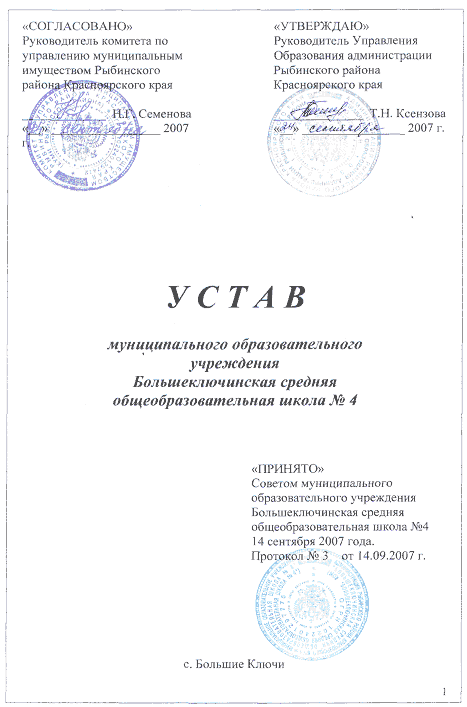 «СОГЛАСОВАНО»
Руководитель комитета по
управлению муниципальным
имуществом Рыбинского
района Красноярского края
Н.Г. Семенова
« » сентября 2007
г.
«УТВЕРЖДАЮ»
Руководитель Управления
Образования администрации
Рыбинского района
Красноярского края
Т.Н. Ксензова
«24» сентября 2007 г.
У С Т А В
муниципального образовательного
учреждения
Большеключинская средняя
общеобразовательная школа № 4
«ПРИНЯТО»
Советом муниципального
образовательного учреждения
Большеключинская средняя
общеобразовательная школа №4
14 сентября 2007 года.
Протокол № 3 от 14.09.2007 г.
с. Большие Ключи
1